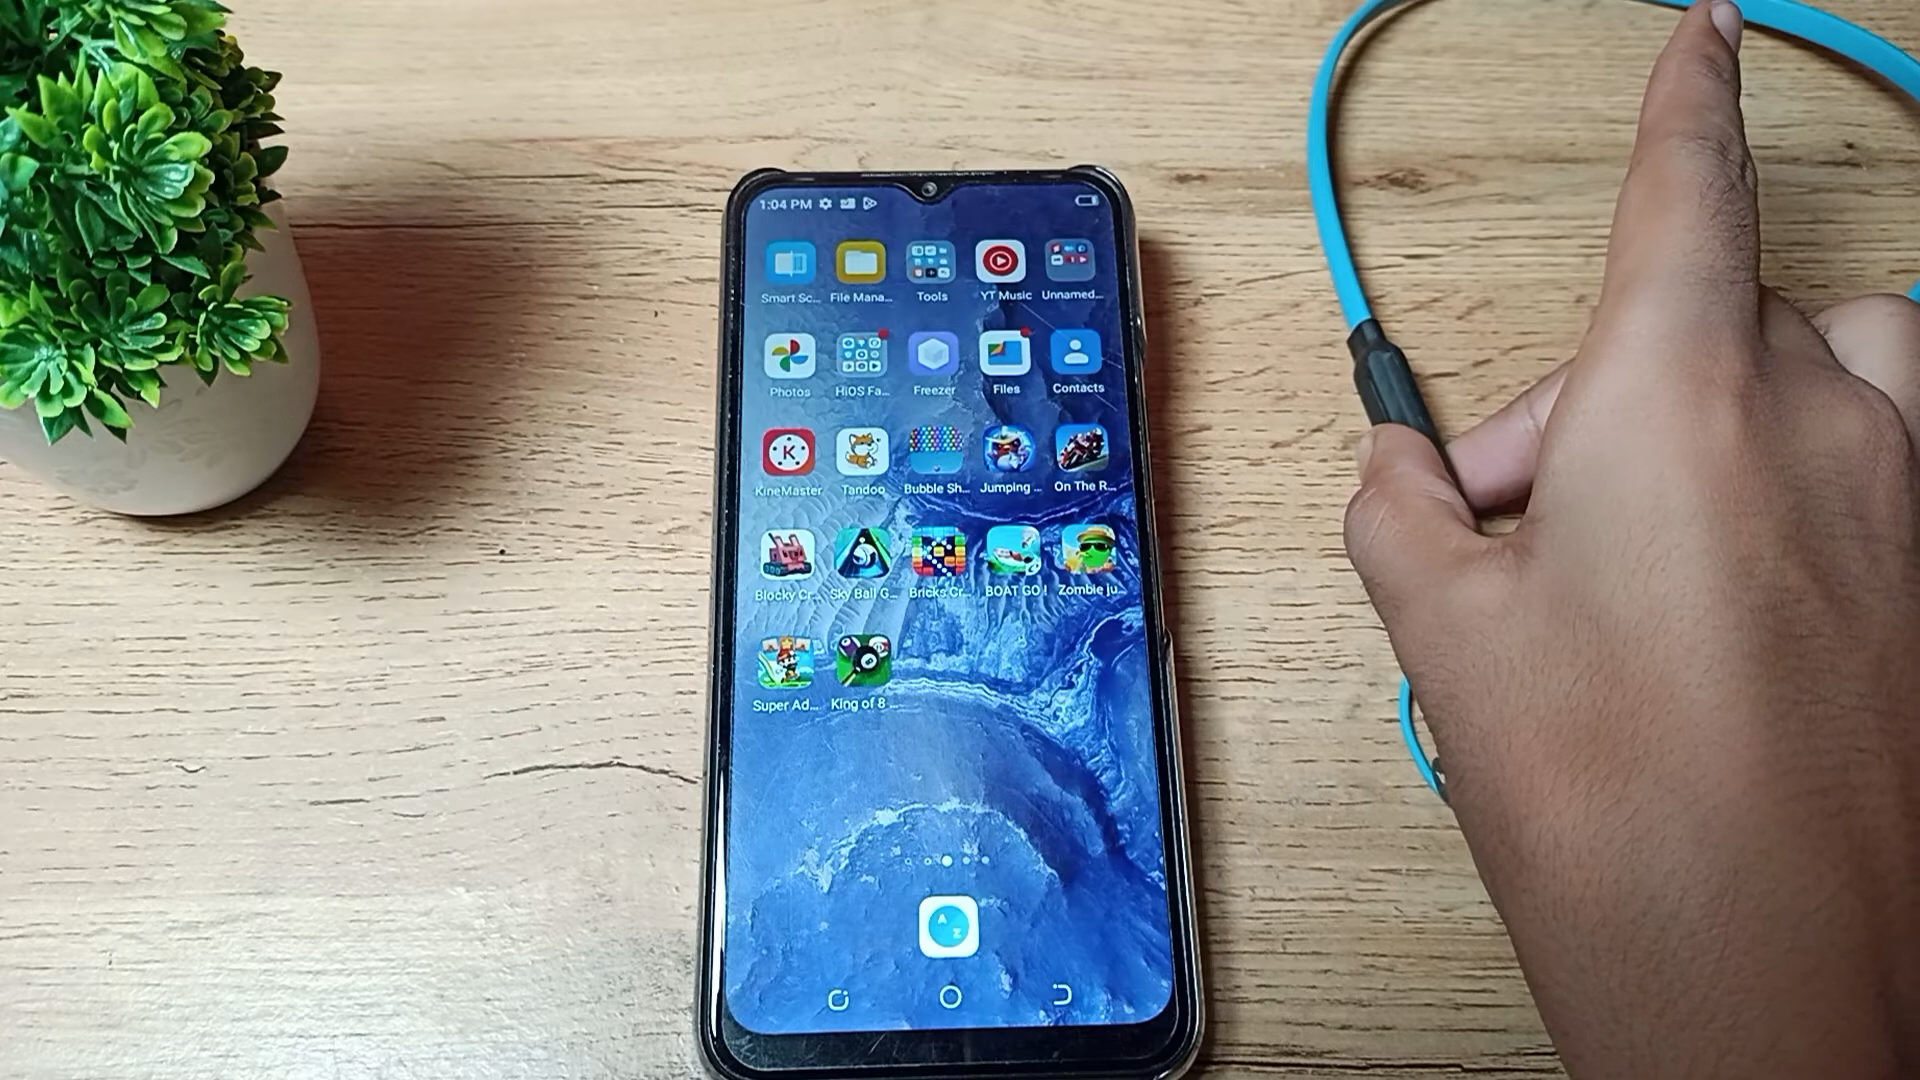 1:04 PM
Smart Sc... File Mana... Tools YT Music Unnamed...
Photos HiOS Fa... Freezer Files Contacts
K
KineMaster Tandoo Bubble Sh... Jumping ... On The R...
Blocky Cr... Sky Ball G... Bricks Cr... BOAT GO! Zombie Ju...
Super Ad... King of 8 ...
A
Z